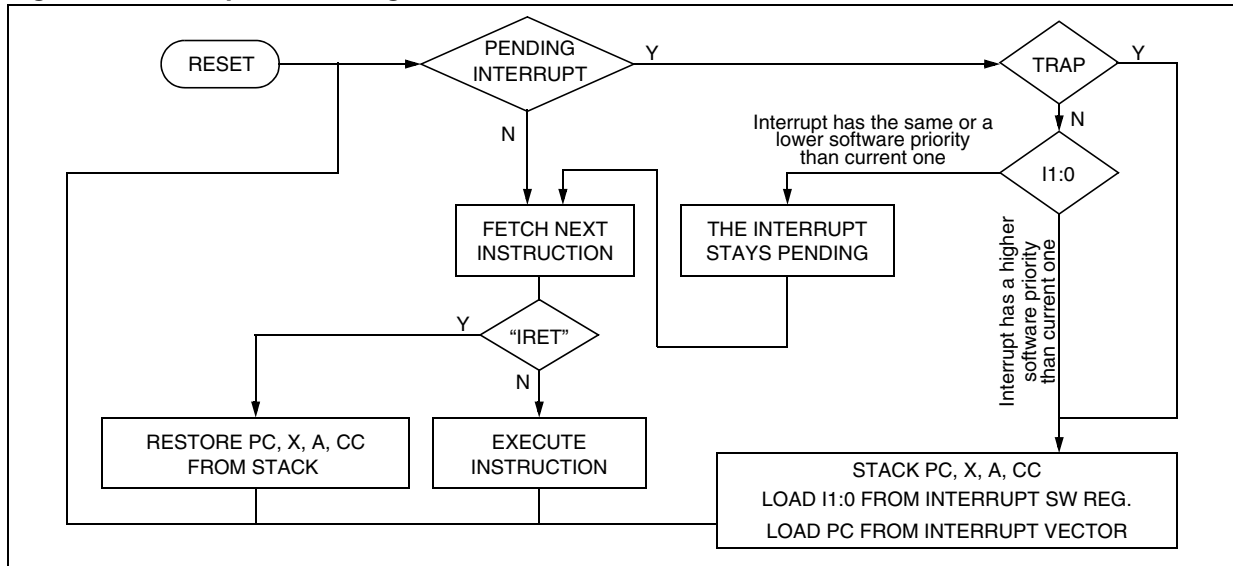 RESET
PENDING
INTERRUPT
Y
TRAP
Y
N
N
Interrupt has the same or a
lower software priority
than current one
I1:0
FETCH NEXT
INSTRUCTION
THE INTERRUPT
STAYS PENDING
Interrupt has a higher
software priority
than current one
Y
“IRET”
N
RESTORE PC, X, A, CC
FROM STACK
EXECUTE
INSTRUCTION
STACK PC, X, A, CC
LOAD I1:0 FROM INTERRUPT SW REG.
LOAD PC FROM INTERRUPT VECTOR